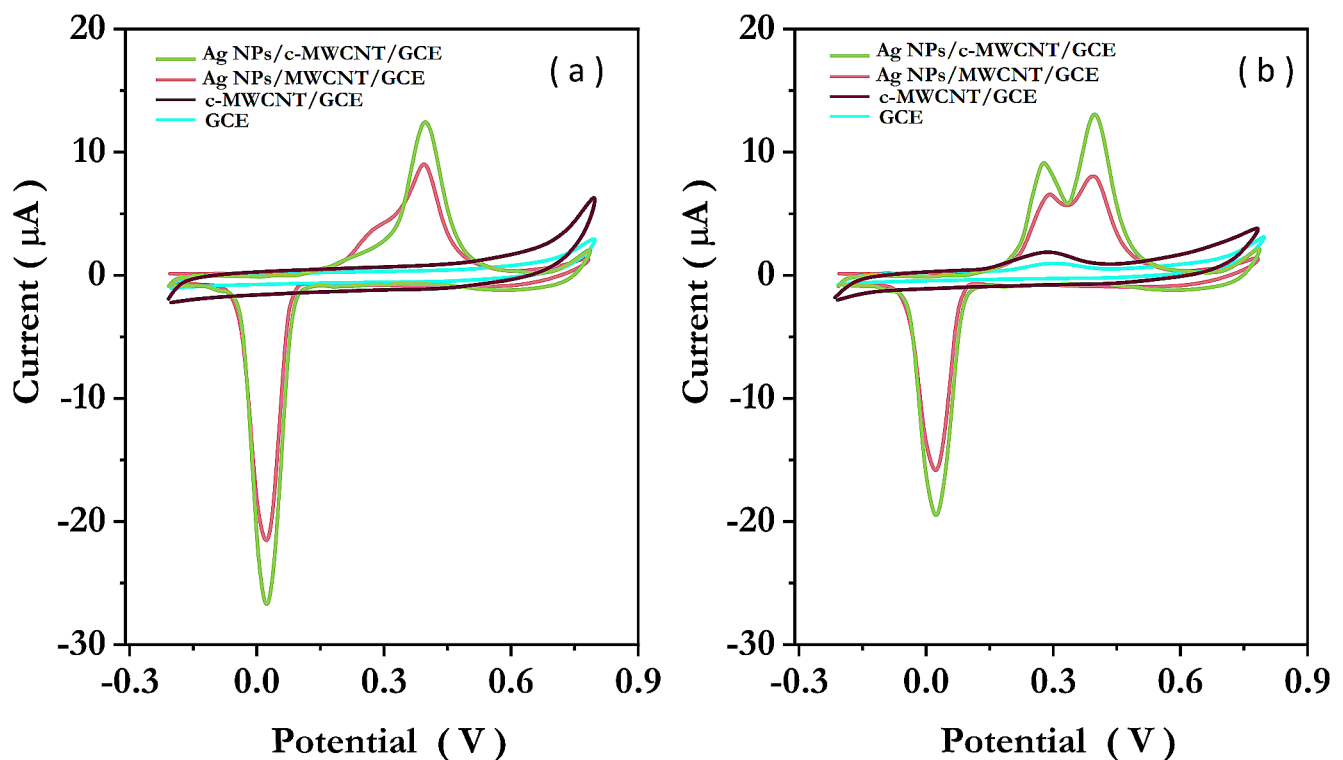 20
10
0
-10
-20
-30
Current ( µA )
Ag NPs/c-MWCNT/GCE
Ag NPs/MWCNT/GCE
c-MWCNT/GCE
GCE
( a )
-0.3
0.0
0.3
0.6
0.9
Potential ( V )
20
10
0
-10
-20
-30
Current ( µA )
Ag NPs/c-MWCNT/GCE
Ag NPs/MWCNT/GCE
c-MWCNT/GCE
GCE
( b )
-0.3
0.0
0.3
0.6
0.9
Potential ( V )